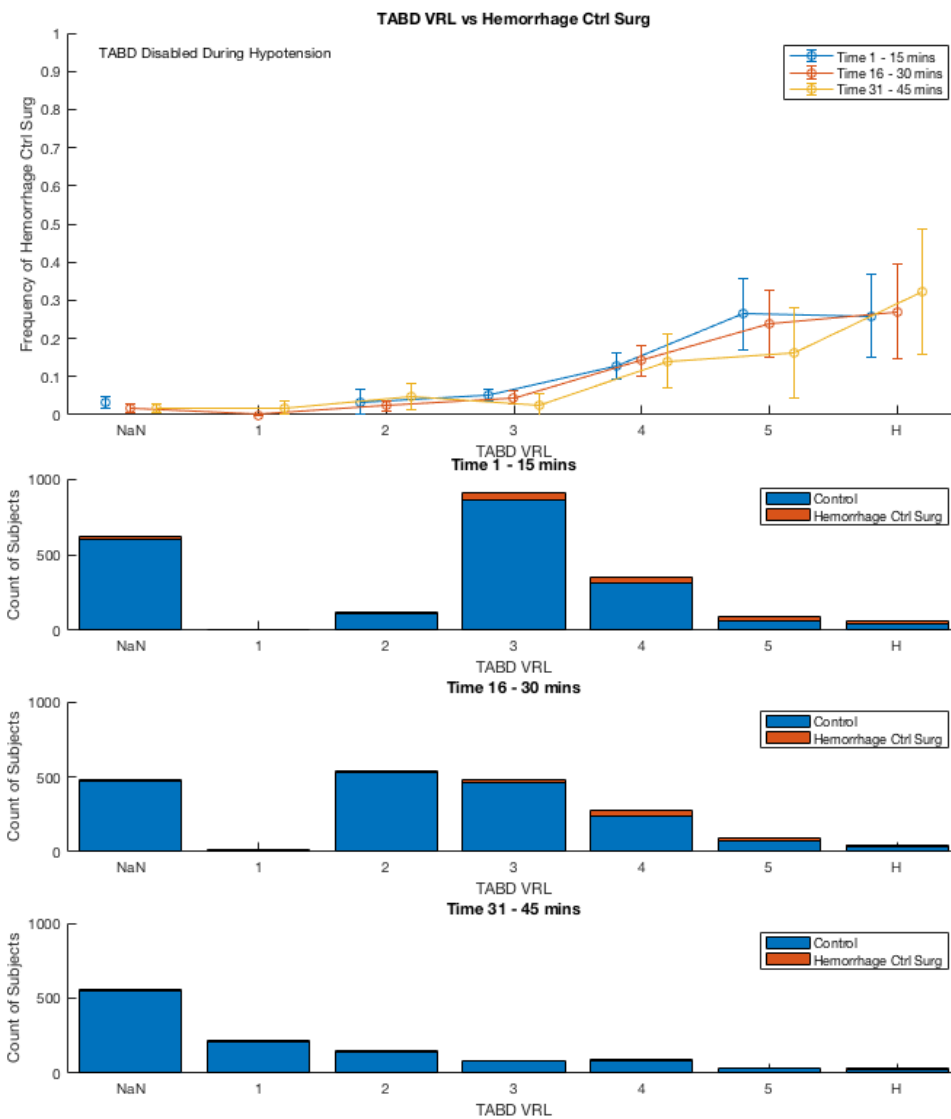 TABD VRL vs Hemorrhage Ctrl Surg
TABD Disabled During Hypotension
Time 1 - 15 mins
Time 16 - 30 mins
Time 31 - 45 mins
Frequency of Hemorrhage Ctrl Surg
1
0.9
0.8
0.7
0.6
0.5
0.4
0.3
0.2
0.1
0
NaN 1 2 3 4 5 H
TABD VRL
Time 1 - 15 mins
Control
Hemorrhage Ctrl Surg
Count of Subjects
1000
500
0
NaN 1 2 3 4 5 H
TABD VRL
Time 16 - 30 mins
Control
Hemorrhage Ctrl Surg
Count of Subjects
1000
500
0
NaN 1 2 3 4 5 H
TABD VRL
Time 31 - 45 mins
Control
Hemorrhage Ctrl Surg
Count of Subjects
1000
500
0
NaN 1 2 3 4 5 H
TABD VRL